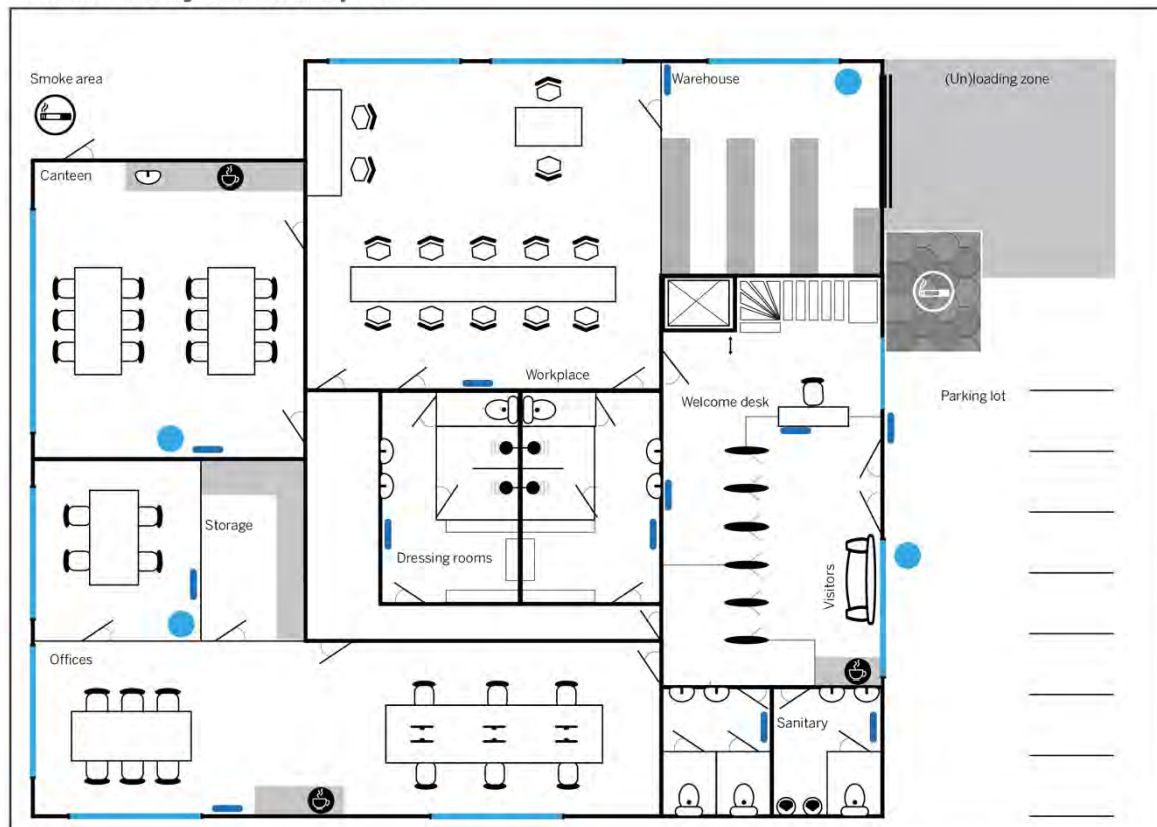 Smoke area
Warehouse
(Un)loading zone
Canteen
Workplace
Welcome desk
Parking lot
Storage
Dressing rooms
Visitors
Offices
Sanitary